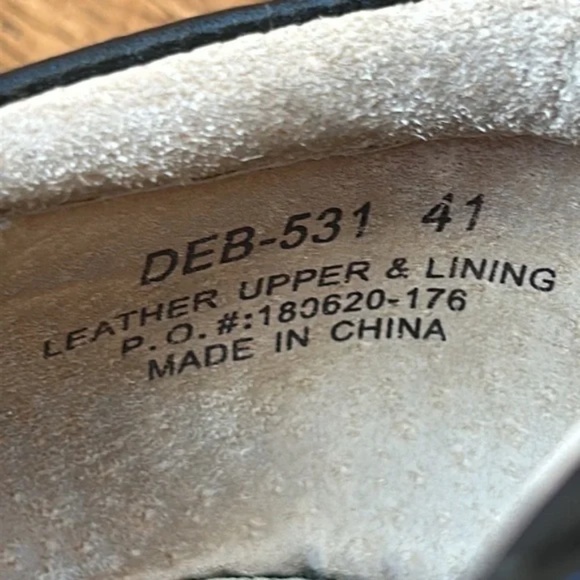 DEB-531 41
LEATHER UPPER & LINING
P.O.#:180620-176
MADE IN CHINA